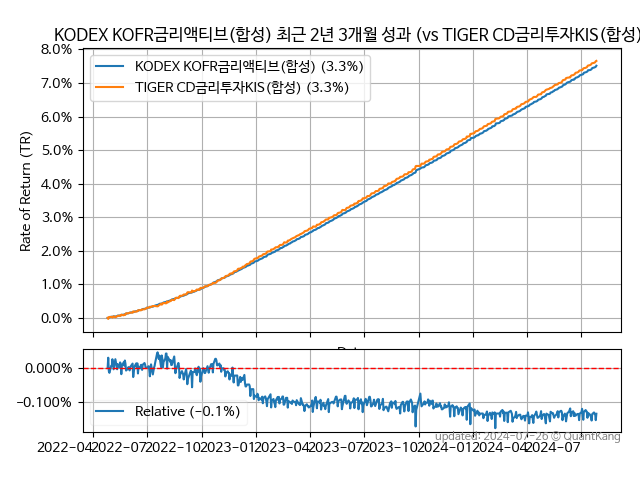 KODEX KOFR금리액티브(합성) 최근 2년 3개월 성과 (vs TIGER CD금리투자KIS(합성)
8.0%
7.0%
6.0%
5.0%
4.0%
3.0%
2.0%
1.0%
0.0%
Rate of Return (TR)
KODEX KOFR금리액티브(합성) (3.3%)
TIGER CD금리투자KIS(합성) (3.3%)
0.000%
−0.100%
Relative (−0.1%)
updated: 2024-07-26 © QuantKang
2022-04 2022-07 2022-10 2023-01 2023-04 2023-07 2023-10 2024-01 2024-04 2024-07